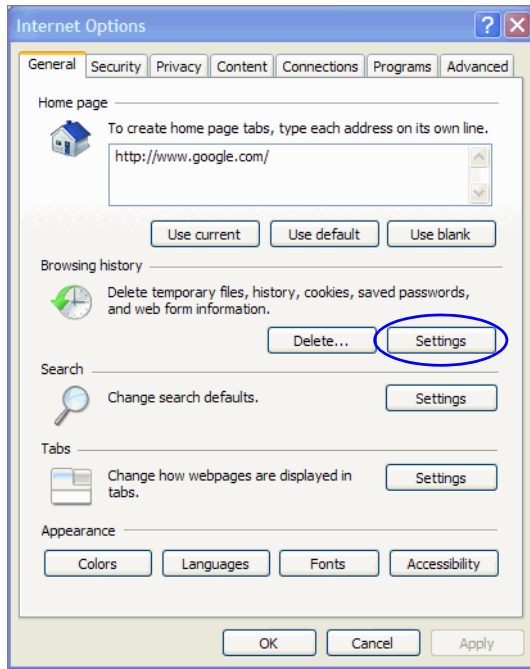 Internet Options
General Security Privacy Content Connections Programs Advanced
Home page
To create home page tabs, type each address on its own line.
http://www.google.com/
Use current Use default Use blank
Browsing history
Delete temporary files, history, cookies, saved passwords,
and web form information.
Delete... Settings
Search
Change search defaults. Settings
Tabs
Change how webpages are displayed in Settings
tabs.
Appearance
Colors Languages Fonts Accessibility
OK Cancel Apply